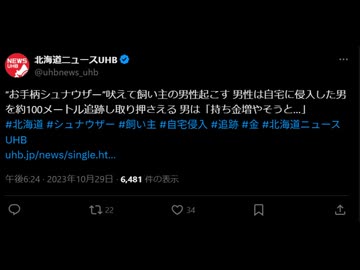 NEWS
UHB
北海道ニュースUHB
@uhbnews_uhb
"お手柄シュナウザー"吠えて飼い主の男性起こす 男性は自宅に侵入した男
を約100メートル追跡し取り押さえる 男は「持ち金増やそうと...」
#北海道 #シュナウザー #飼い主 #自宅侵入 #追跡 #金 #北海道ニュース
UHB
uhb.jp/news/single.ht...
午後6:24 · 2023年10月29日 · 6,481 件の表示
22 34